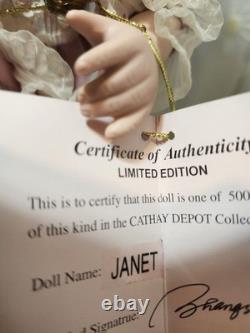 Certificate of Authenticity
LIMITED EDITION
This is to certify that this doll is one of 500
of this kind in the CATHAY DEPOT Collec
Doll Name: JANET
d Signatrue: